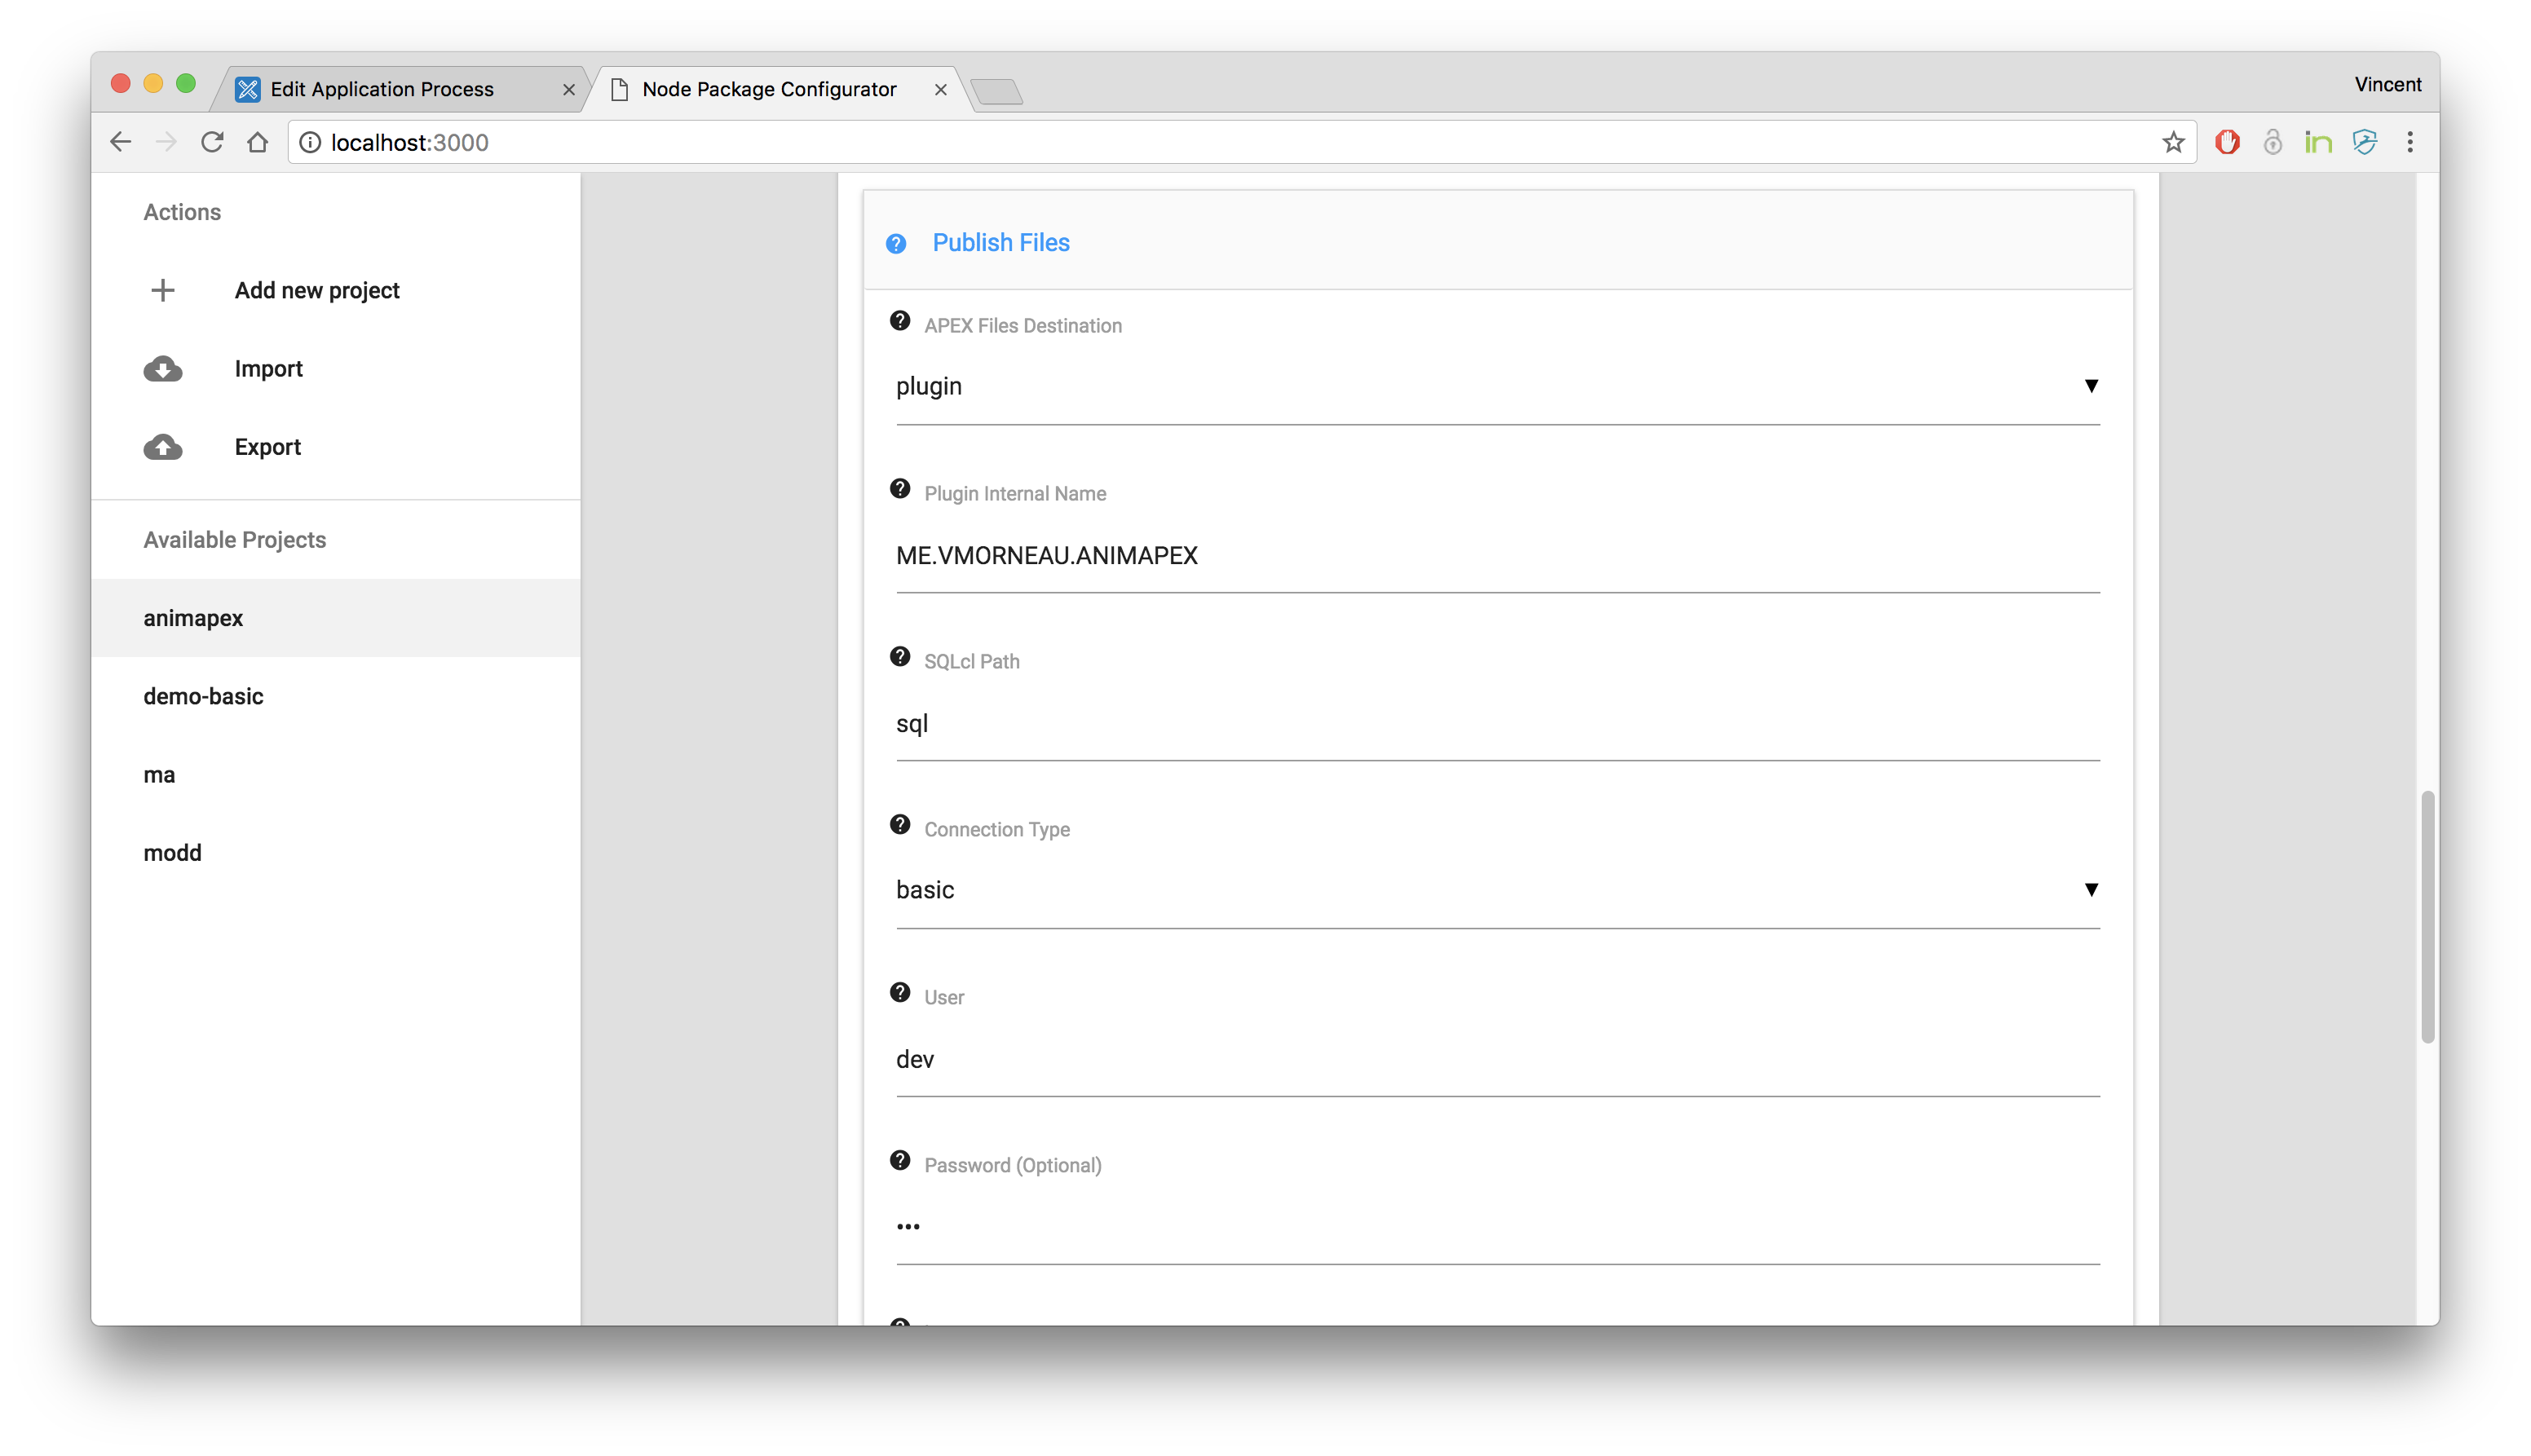 Edit Application Process
Node Package Configurator
Vincent
localhost:3000
in
Actions
Add new project
Import
Export
Available Projects
animapex
demo-basic
ma
modd
Publish Files
APEX Files Destination
plugin
Plugin Internal Name
ME.VMORNEAU.ANIMAPEX
SQLcl Path
sql
Connection Type
basic
User
dev
Password (Optional)
•••